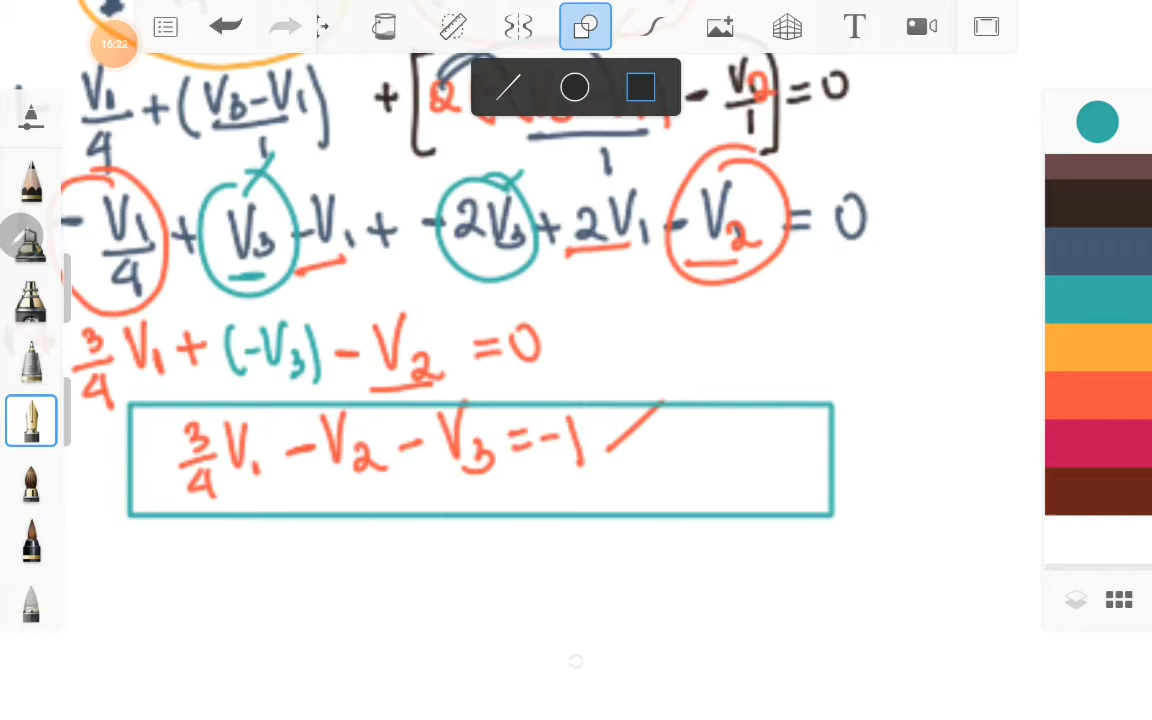 T
16:22
V₁/4 + (V₃-V₁)/1 + [2 - V₂/1] = 0
- V₁/4 + V₃ - V₁ + -2V₃ + 2V₁ - V₂ = 0
3/4 V₁ + (-V₃) - V₂ = 0
3/4 V₁ - V₂ - V₃ = -1